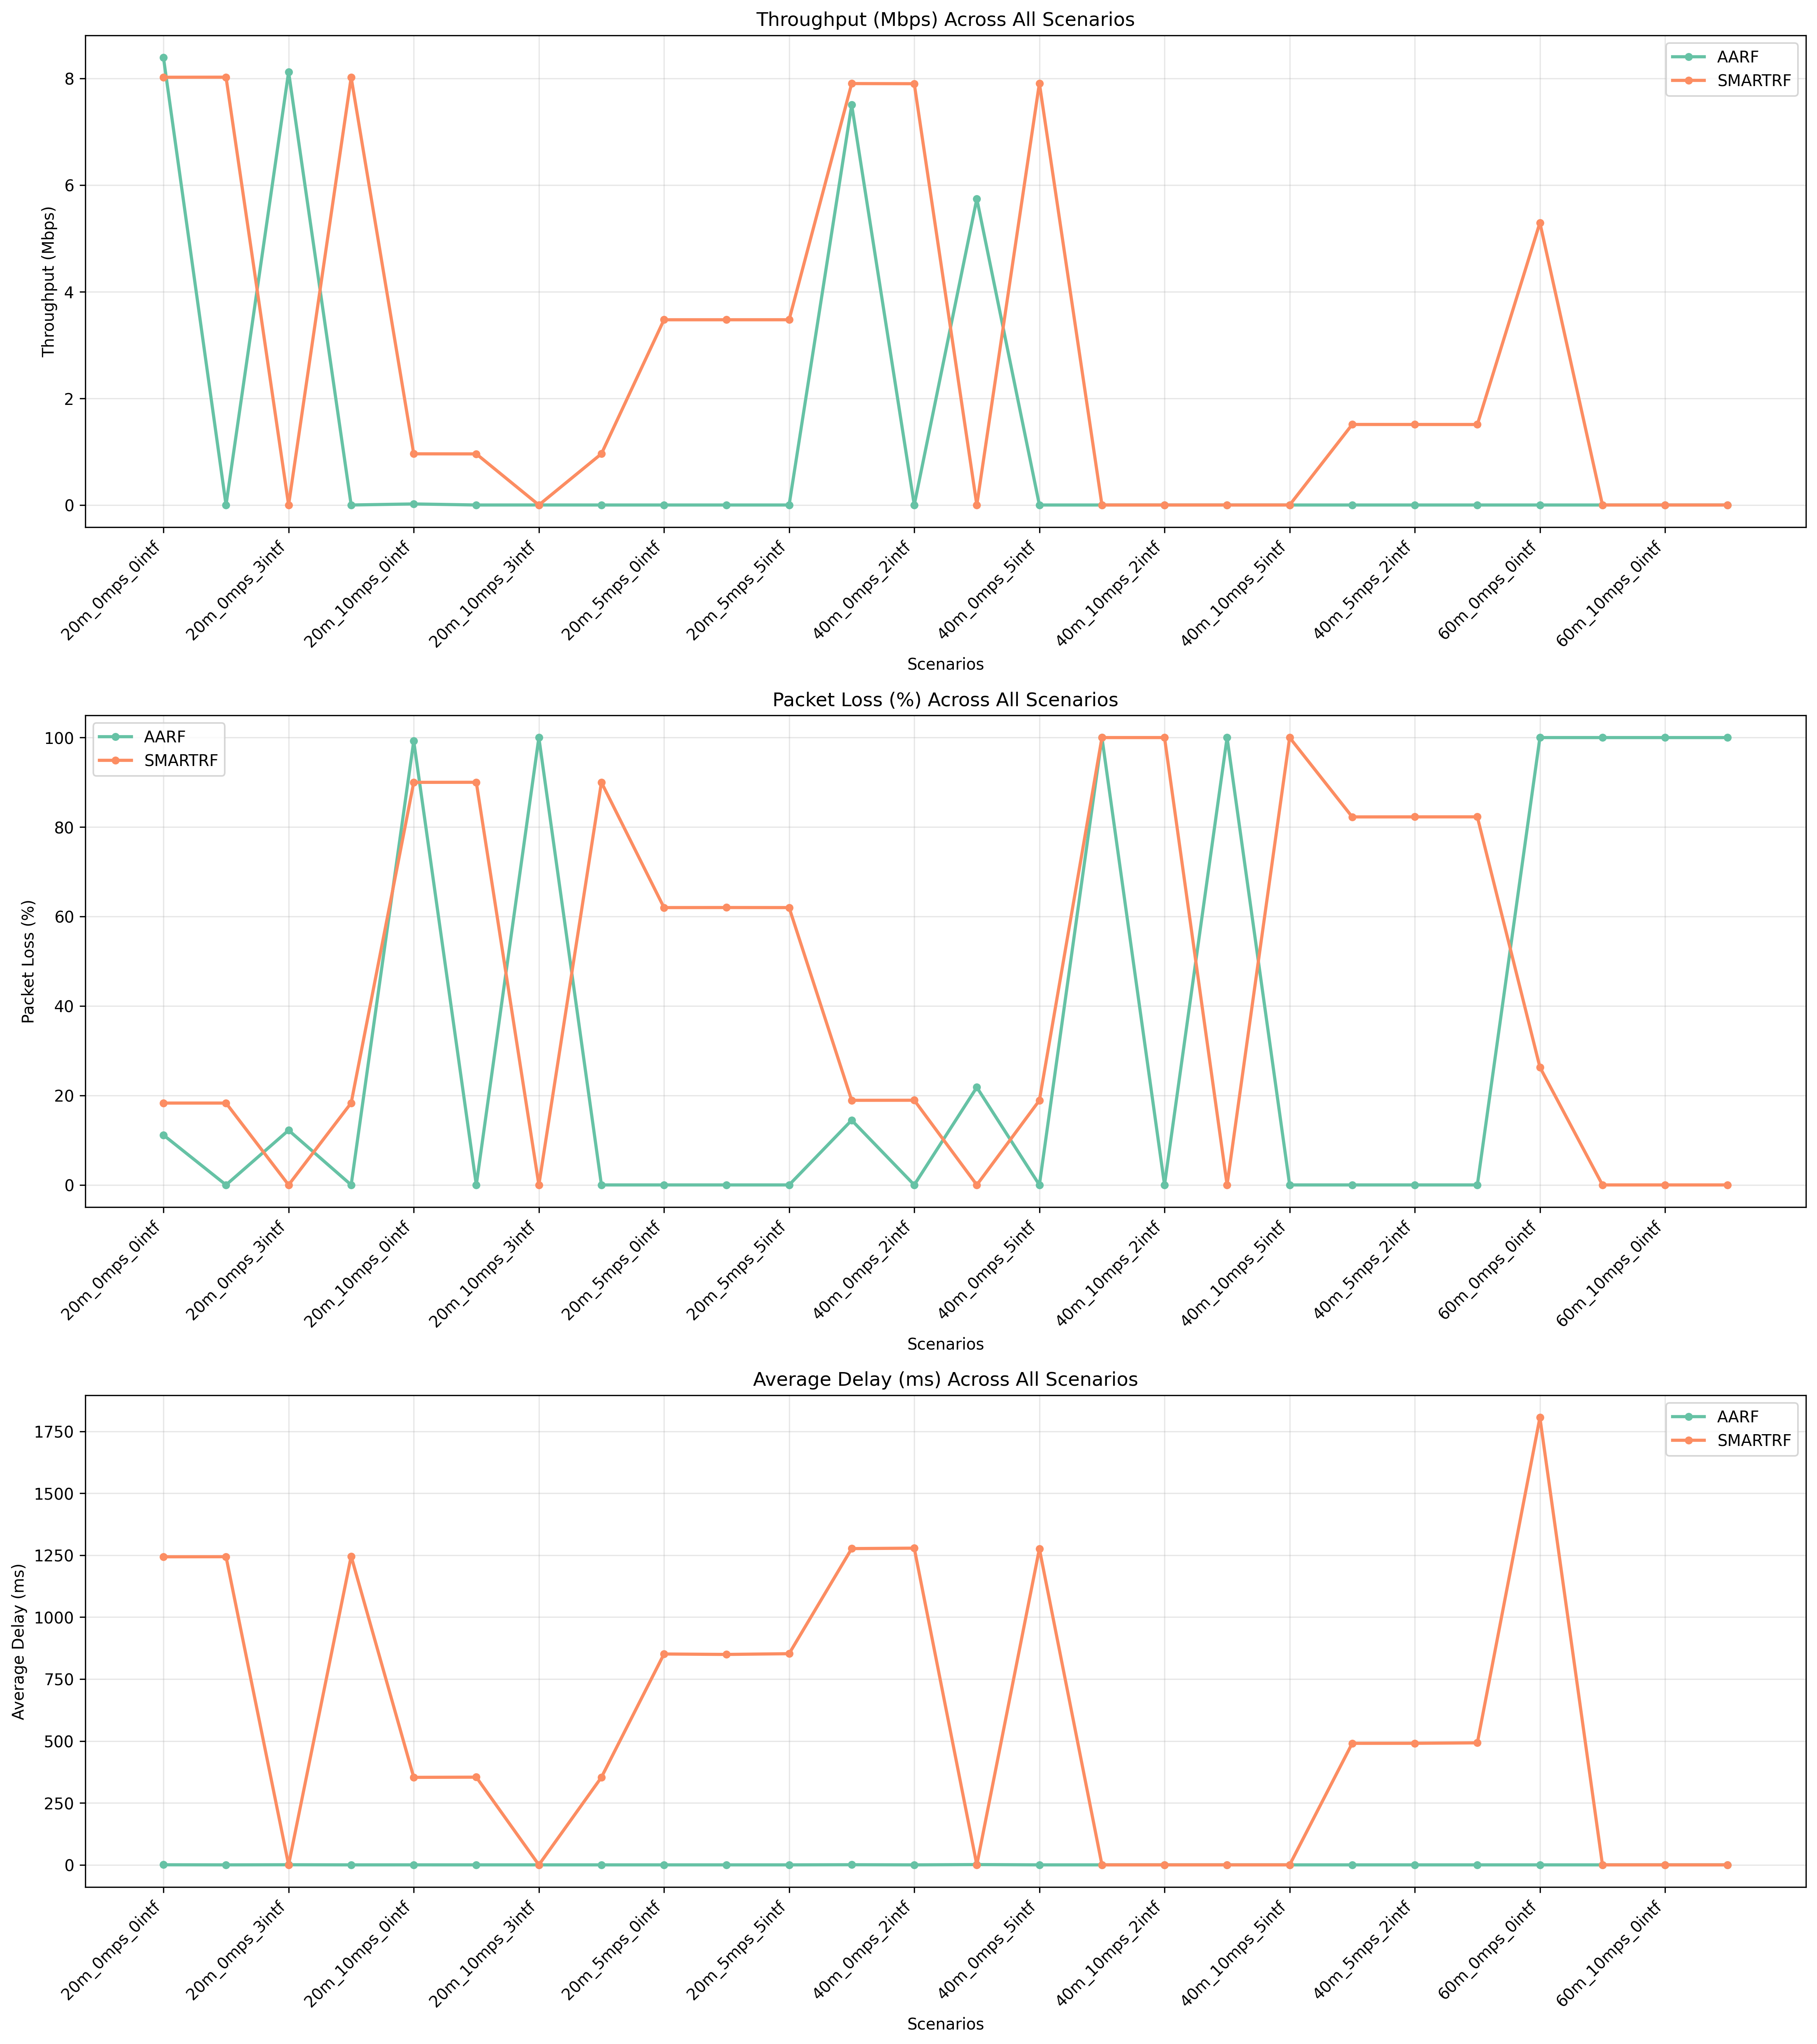 Throughput (Mbps) Across All Scenarios
AARF
SMARTRF
Throughput (Mbps)
8
6
4
2
0
20m_0mps_0intf
20m_0mps_3intf
20m_10mps_0intf
20m_10mps_3intf
20m_5mps_0intf
20m_5mps_5intf
40m_0mps_2intf
40m_0mps_5intf
40m_10mps_2intf
40m_10mps_5intf
40m_5mps_2intf
60m_0mps_0intf
60m_10mps_0intf
Scenarios
Packet Loss (%) Across All Scenarios
AARF
SMARTRF
Packet Loss (%)
100
80
60
40
20
0
20m_0mps_0intf
20m_0mps_3intf
20m_10mps_0intf
20m_10mps_3intf
20m_5mps_0intf
20m_5mps_5intf
40m_0mps_2intf
40m_0mps_5intf
40m_10mps_2intf
40m_10mps_5intf
40m_5mps_2intf
60m_0mps_0intf
60m_10mps_0intf
Scenarios
Average Delay (ms) Across All Scenarios
AARF
SMARTRF
Average Delay (ms)
1750
1500
1250
1000
750
500
250
0
20m_0mps_0intf
20m_0mps_3intf
20m_10mps_0intf
20m_10mps_3intf
20m_5mps_0intf
20m_5mps_5intf
40m_0mps_2intf
40m_0mps_5intf
40m_10mps_2intf
40m_10mps_5intf
40m_5mps_2intf
60m_0mps_0intf
60m_10mps_0intf
Scenarios